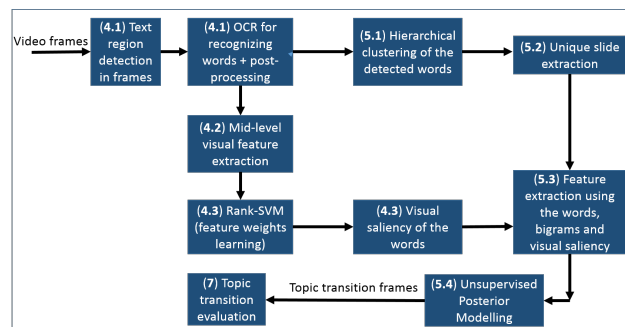 Video frames
(4.1) Text
region
detection
in frames
(4.1) OCR for
recognizing
words + post-
processing)
(5.1) Hierarchical
clustering of the
detected words
(5.2) Unique slide
extraction
(4.2) Mid-level
visual feature
extraction
(4.3) Rank-SVM
(feature weights
learning)
(4.3) Visual
saliency of the
words
(5.3) Feature
extraction using
the words,
bigrams and
visual saliency
(7) Topic
transition
evaluation
Topic transition frames
(5.4) Unsupervised
Posterior
Modelling